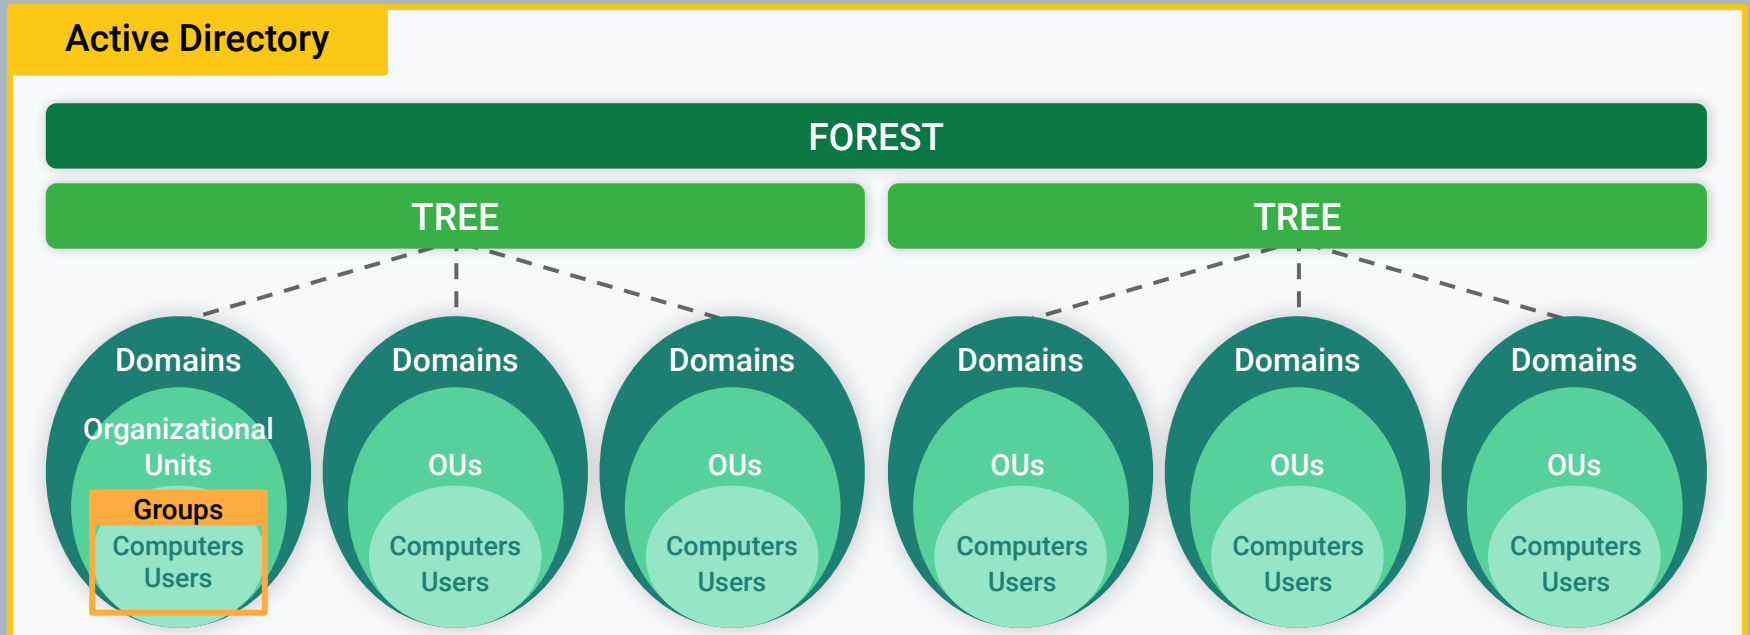 Active Directory
FOREST
TREE
TREE
Domains
Organizational
Units
Groups
Computers
Users
Domains
OUs
Computers
Users
Domains
OUs
Computers
Users
Domains
OUs
Computers
Users
Domains
OUs
Computers
Users
Domains
OUs
Computers
Users